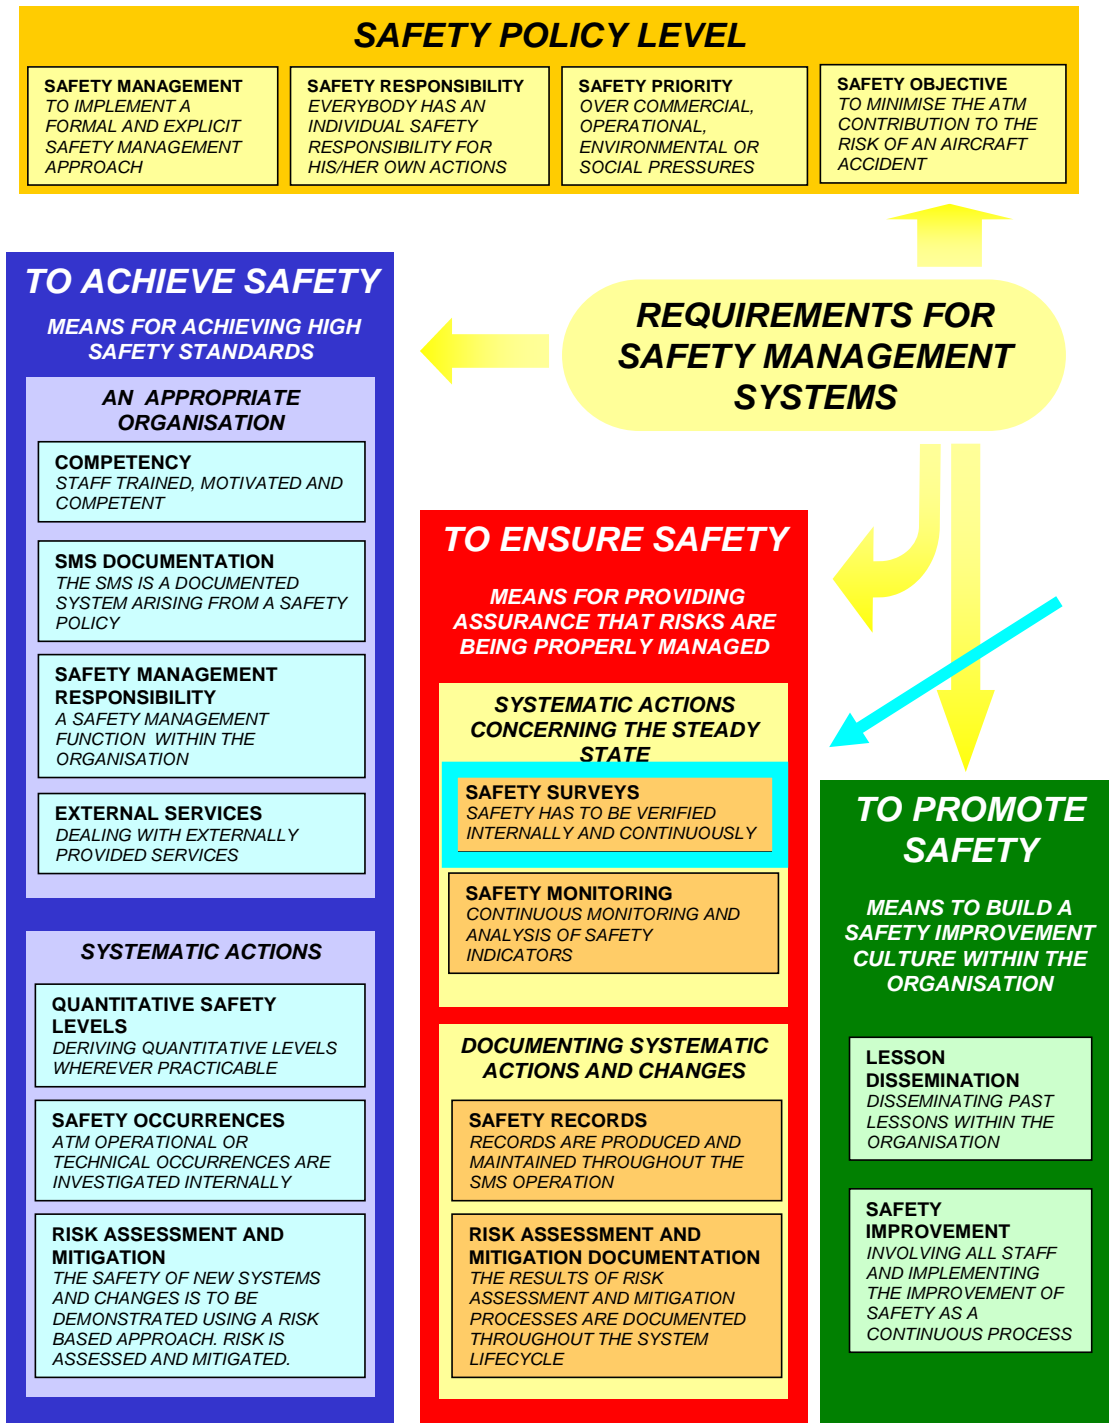 SAFETY POLICY LEVEL
SAFETY MANAGEMENT
TO IMPLEMENT A
FORMAL AND EXPLICIT
SAFETY MANAGEMENT
APPROACH
SAFETY RESPONSIBILITY
EVERYBODY HAS AN
INDIVIDUAL SAFETY
RESPONSIBILITY FOR
HIS/HER OWN ACTIONS
SAFETY PRIORITY
OVER COMMERCIAL,
OPERATIONAL,
ENVIRONMENTAL OR
SOCIAL PRESSURES
SAFETY OBJECTIVE
TO MINIMISE THE ATM
CONTRIBUTION TO THE
RISK OF AN AIRCRAFT
ACCIDENT
REQUIREMENTS FOR
SAFETY MANAGEMENT
SYSTEMS
TO ACHIEVE SAFETY
MEANS FOR ACHIEVING HIGH
SAFETY STANDARDS
AN APPROPRIATE
ORGANISATION
COMPETENCY
STAFF TRAINED, MOTIVATED AND
COMPETENT
SMS DOCUMENTATION
THE SMS IS A DOCUMENTED
SYSTEM ARISING FROM A SAFETY
POLICY
SAFETY MANAGEMENT
RESPONSIBILITY
A SAFETY MANAGEMENT
FUNCTION WITHIN THE
ORGANISATION
EXTERNAL SERVICES
DEALING WITH EXTERNALLY
PROVIDED SERVICES
SYSTEMATIC ACTIONS
QUANTITATIVE SAFETY
LEVELS
DERIVING QUANTITATIVE LEVELS
WHEREVER PRACTICABLE
SAFETY OCCURRENCES
ATM OPERATIONAL OR
TECHNICAL OCCURRENCES ARE
INVESTIGATED INTERNALLY
RISK ASSESSMENT AND
MITIGATION
THE SAFETY OF NEW SYSTEMS
AND CHANGES IS TO BE
DEMONSTRATED USING A RISK
BASED APPROACH. RISK IS
ASSESSED AND MITIGATED.
TO ENSURE SAFETY
MEANS FOR PROVIDING
ASSURANCE THAT RISKS ARE
BEING PROPERLY MANAGED
SYSTEMATIC ACTIONS
CONCERNING THE STEADY
STATE
SAFETY SURVEYS
SAFETY HAS TO BE VERIFIED
INTERNALLY AND CONTINUOUSLY
SAFETY MONITORING
CONTINUOUS MONITORING AND
ANALYSIS OF SAFETY
INDICATORS
DOCUMENTING SYSTEMATIC
ACTIONS AND CHANGES
SAFETY RECORDS
RECORDS ARE PRODUCED AND
MAINTAINED THROUGHOUT THE
SMS OPERATION
RISK ASSESSMENT AND
MITIGATION DOCUMENTATION
THE RESULTS OF RISK
ASSESSMENT AND MITIGATION
PROCESSES ARE DOCUMENTED
THROUGHOUT THE SYSTEM
LIFECYCLE
TO PROMOTE
SAFETY
MEANS TO BUILD A
SAFETY IMPROVEMENT
CULTURE WITHIN THE
ORGANISATION
LESSON
DISSEMINATION
DISSEMINATING PAST
LESSONS WITHIN THE
ORGANISATION
SAFETY
IMPROVEMENT
INVOLVING ALL STAFF
AND IMPLEMENTING
THE IMPROVEMENT OF
SAFETY AS A
CONTINUOUS PROCESS